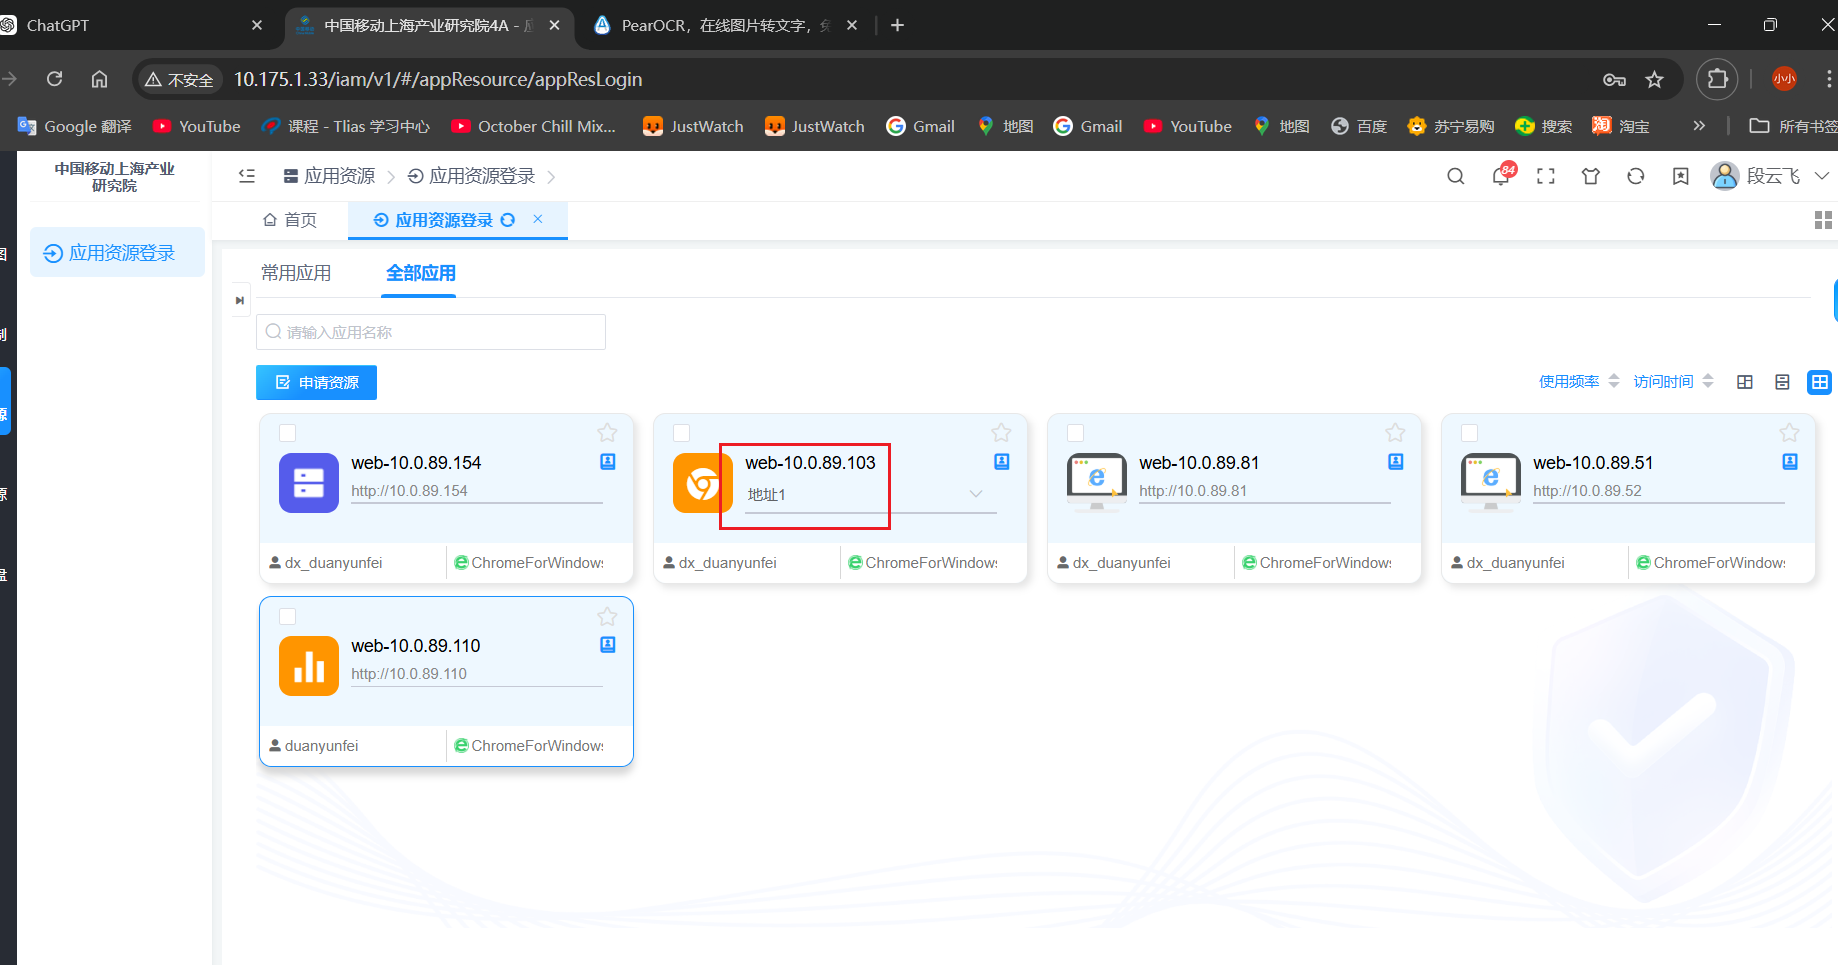 ChatGPT
中国移动上海产业研究院4A - 应
PearOCR，在线图片转文字，免
不安全
10.175.1.33/iam/v1/#/appResource/appResLogin
小小
Google 翻译
YouTube
课程 - Tlias 学习中心
October Chill Mix...
JustWatch
JustWatch
Gmail
地图
Gmail
YouTube
地图
百度
苏宁易购
搜索
淘宝
所有书签
中国移动上海产业
研究院
应用资源
应用资源登录
84
段云飞
首页
应用资源登录
应用资源登录
图
制
源
源
盘
常用应用
全部应用
请输入应用名称
申请资源
使用频率
访问时间
web-10.0.89.154
http://10.0.89.154
dx_duanyunfei
ChromeForWindows
web-10.0.89.103
地址1
dx_duanyunfei
ChromeForWindows
web-10.0.89.81
http://10.0.89.81
dx_duanyunfei
ChromeForWindows
web-10.0.89.51
http://10.0.89.52
dx_duanyunfei
ChromeForWindows
web-10.0.89.110
http://10.0.89.110
duanyunfei
ChromeForWindows